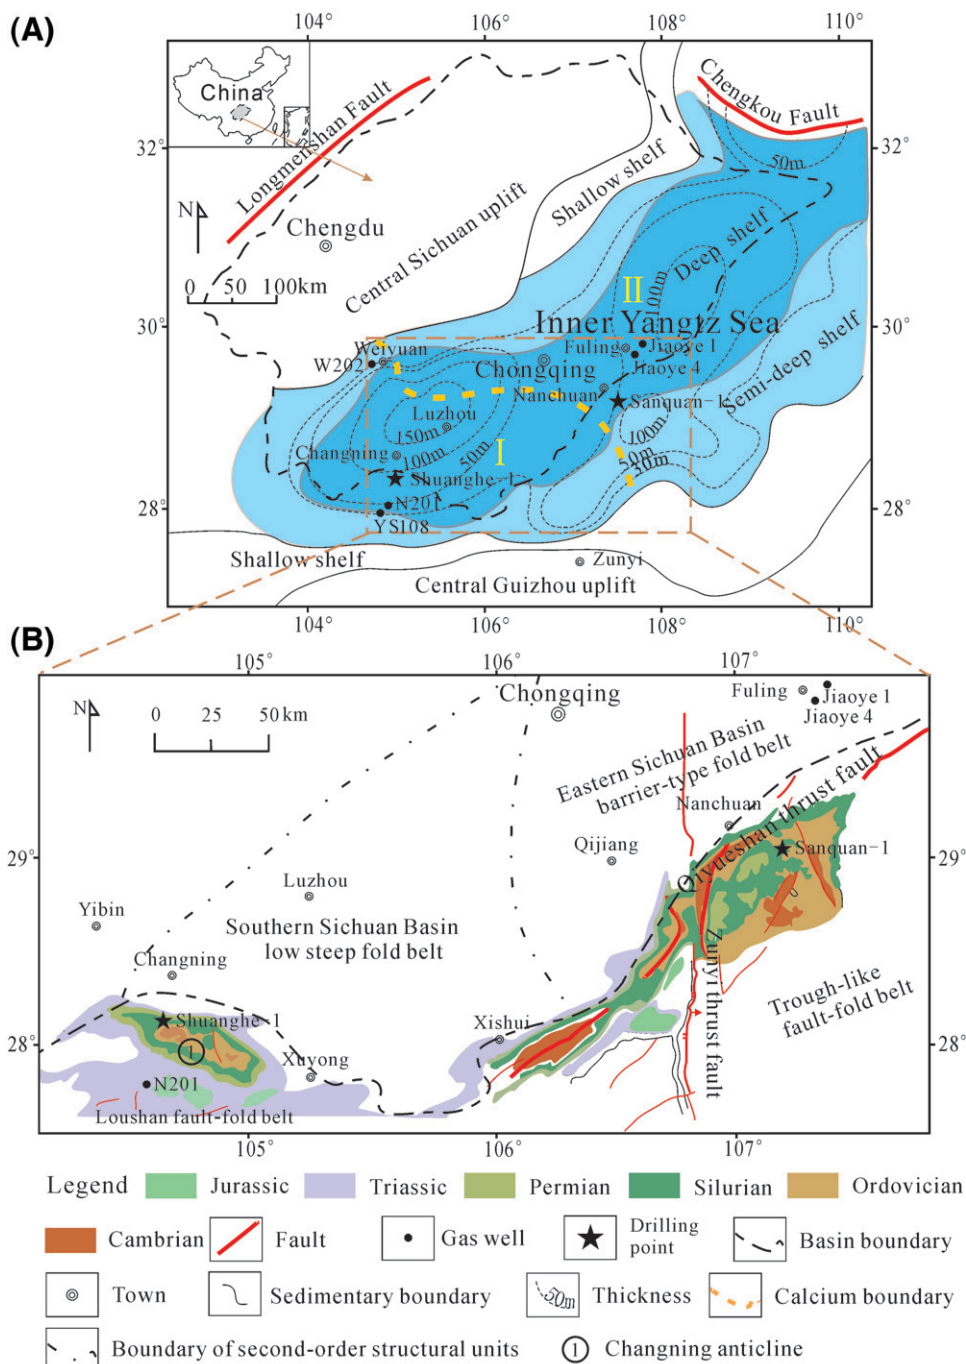 (A)
104° 106° 108° 110°
China
Longmenshan Fault
Chengkou Fault
32° 32°
50m
N
Shallow shelf
Chengdu
Central Sichuan uplift
Deep shelf
0 50 100km
II
100m
30° 30°
Inner Yangtz Sea
Weiyuan
Fuling
Jiaoye 1
W202
Chongqing
Jiaoye 4
Semi-deep shelf
Nanchuan
Sanquan-1
Luzhou
150m
100m
Changning
100m
50m
I
50m
30m
Shuanghe-1
N201
28° 28°
YS108
Shallow shelf
Zunyi
Central Guizhou uplift
104° 106° 108° 110°
(B)
105° 106° 107°
Chongqing
Fuling
Jiaoye 1
Jiaoye 4
N
0 25 50km
Eastern Sichuan Basin
barrier-type fold belt
Nanchuan
Qiyueshan thrust fault
Qijiang
Sanquan-1
29° 29°
Luzhou
Yibin
Southern Sichuan Basin
low steep fold belt
Changning
Zunyi thrust fault
Trough-like
fault-fold belt
Shuanghe-1
Xishui
28° 28°
1
Xuyong
N201
Loushan fault-fold belt
105° 106° 107°
Legend Jurassic Triassic Permian Silurian Ordovician
Cambrian Fault Gas well Drilling point Basin boundary
Town Sedimentary boundary 50m Thickness Calcium boundary
Boundary of second-order structural units 1 Changning anticline